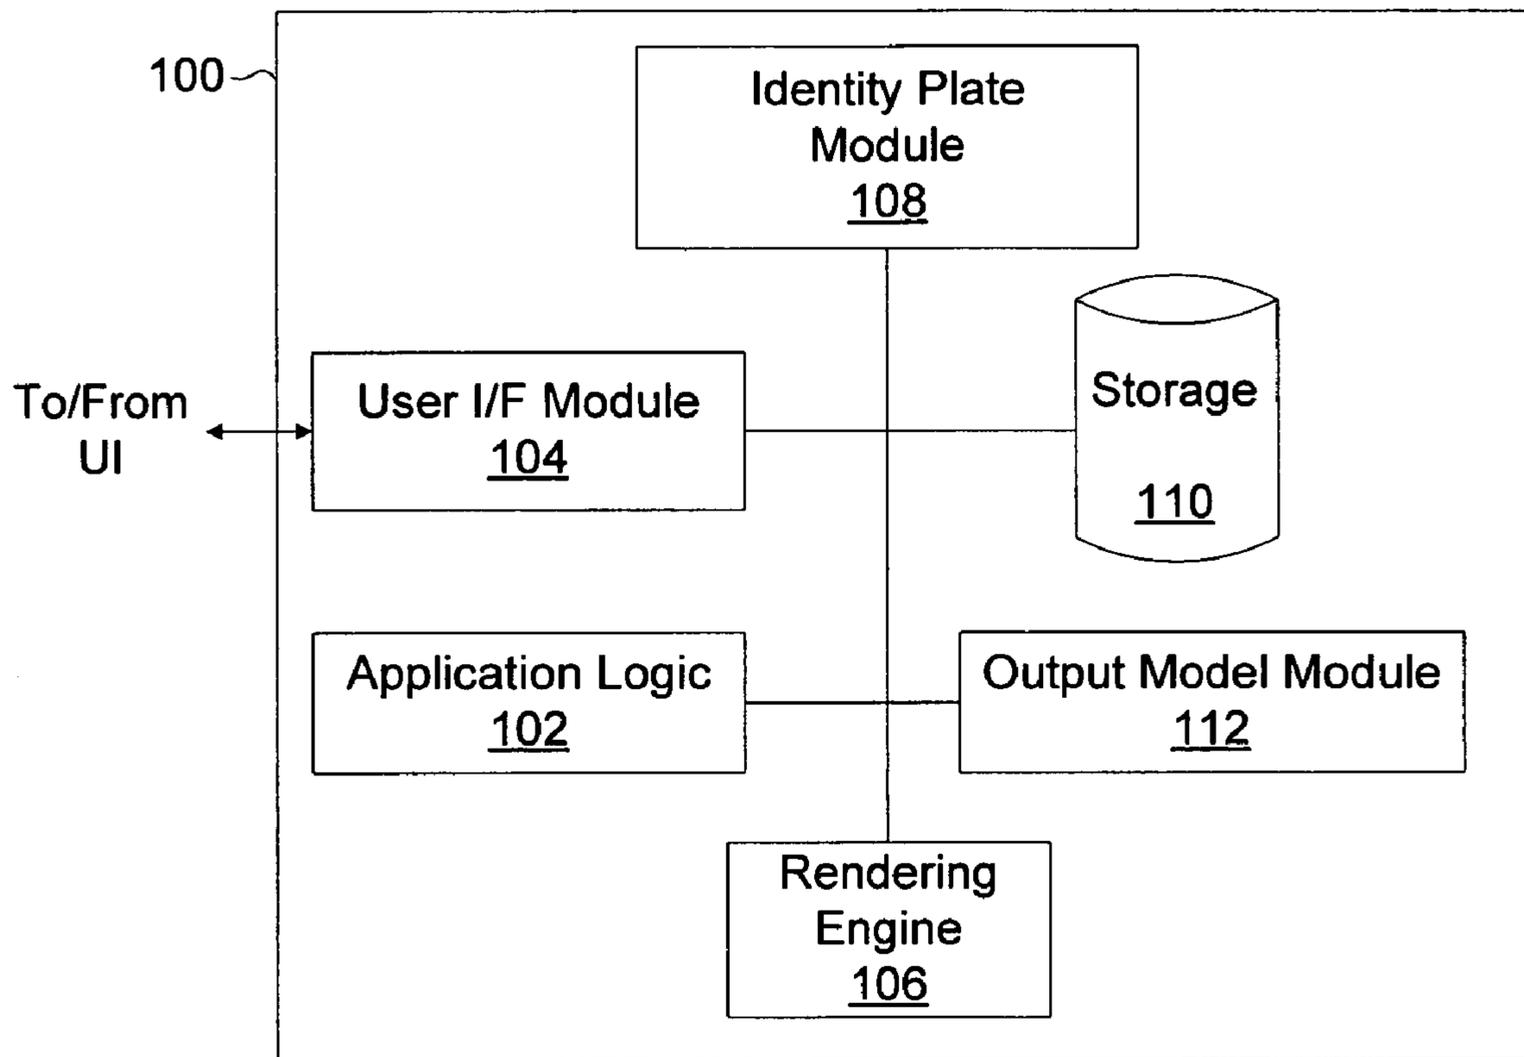 100
Identity Plate
Module
108
To/From
UI
User I/F Module
104
Storage
110
Application Logic
102
Output Model Module
112
Rendering
Engine
106